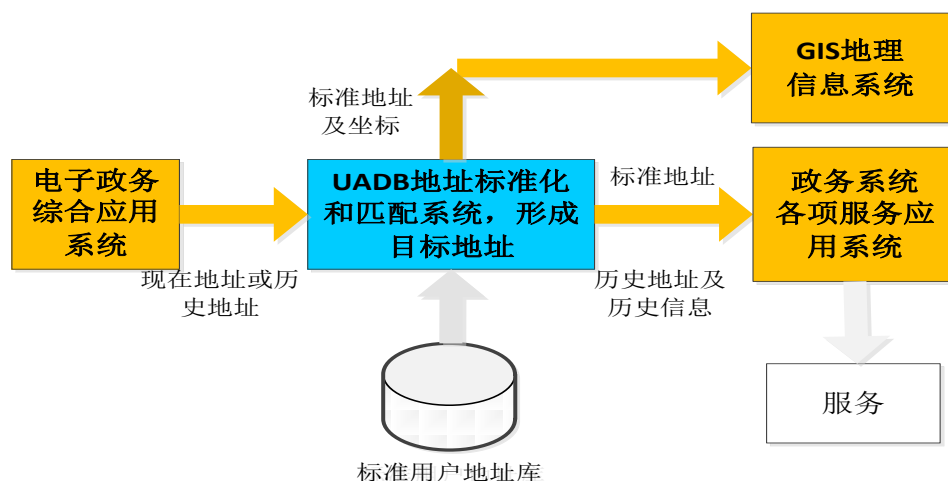 GIS地理
信息系统
标准地址
及坐标
电子政务
综合应用
系统
UADB地址标准化
和匹配系统，形成
目标地址
标准地址
政务系统
各项服务应
用系统
现在地址或历
史地址
历史地址及
历史信息
服务
标准用户地址库